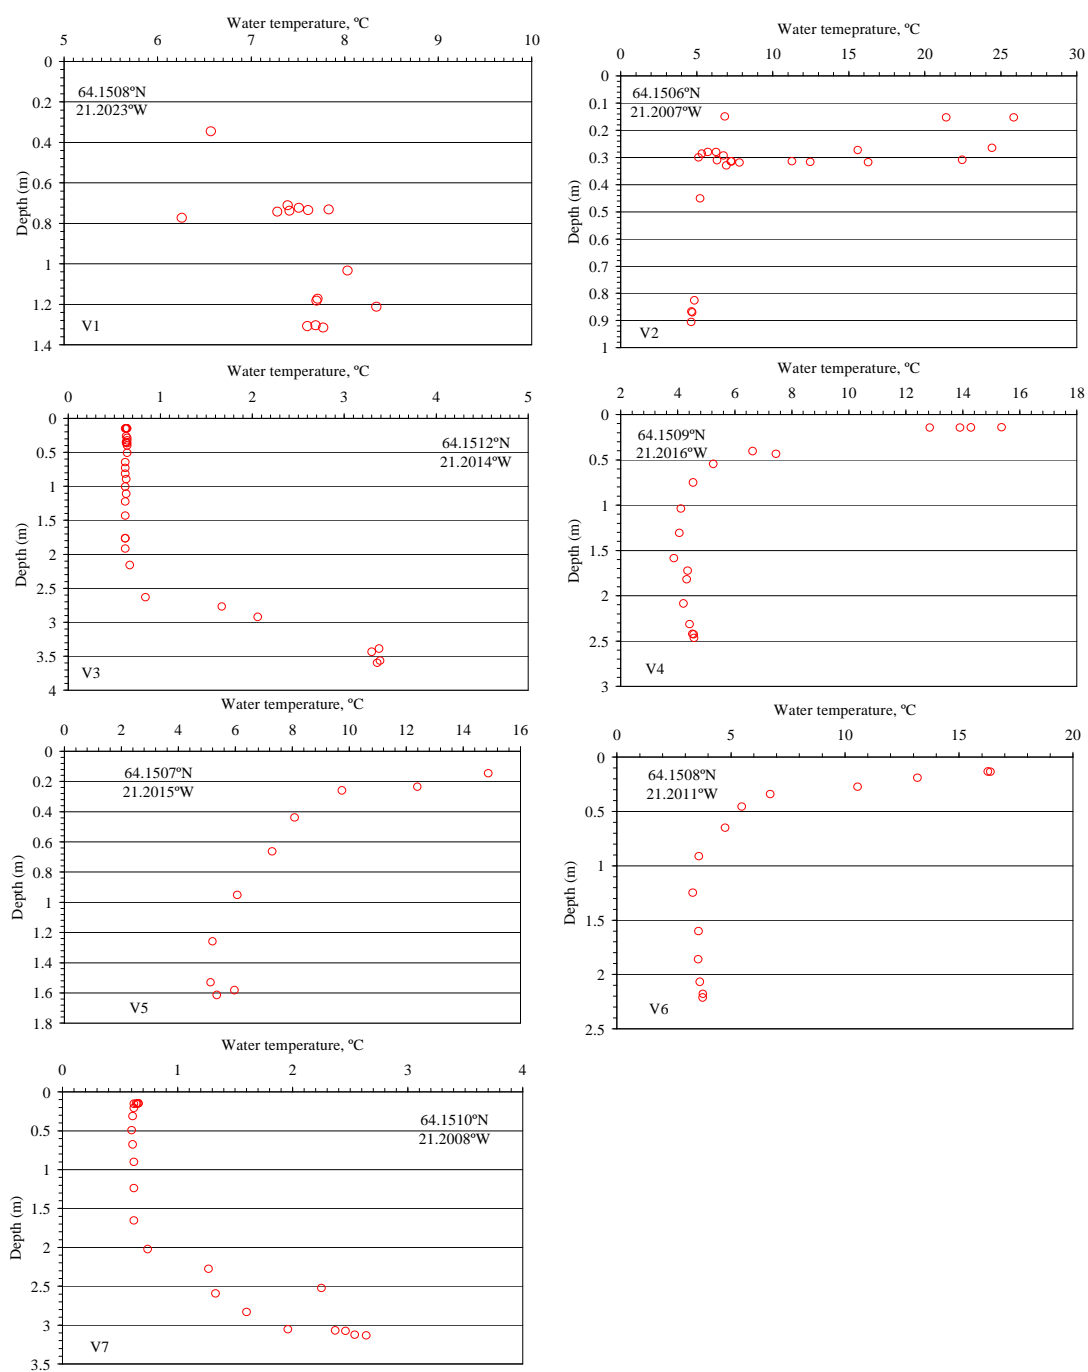 Water temperature, ºC
5 6 7 8 9 10
0
0.2
0.4
0.6
0.8
1
1.2
1.4
Depth (m)
64.1508ºN
21.2023ºW
V1
Water temeprature, ºC
0 5 10 15 20 25 30
0
0.1
0.2
0.3
0.4
0.5
0.6
0.7
0.8
0.9
1
Depth (m)
64.1506ºN
21.2007ºW
V2
Water temperature, ºC
0 1 2 3 4 5
0
0.5
1
1.5
2
2.5
3
3.5
4
Depth (m)
64.1512ºN
21.2014ºW
V3
Water temperature, ºC
2 4 6 8 10 12 14 16 18
0
0.5
1
1.5
2
2.5
3
Depth (m)
64.1509ºN
21.2016ºW
V4
Water temperature, ºC
0 2 4 6 8 10 12 14 16
0
0.2
0.4
0.6
0.8
1
1.2
1.4
1.6
1.8
Depth (m)
64.1507ºN
21.2015ºW
V5
Water temperature, ºC
0 5 10 15 20
0
0.5
1
1.5
2
2.5
Depth (m)
64.1508ºN
21.2011ºW
V6
Water temperature, ºC
0 1 2 3 4
0
0.5
1
1.5
2
2.5
3
3.5
Depth (m)
64.1510ºN
21.2008ºW
V7